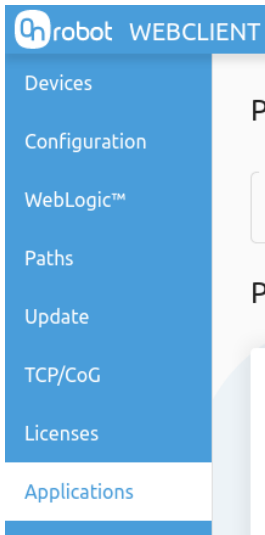 OnRobot WEBCLIENT
Devices
P
Configuration
WebLogic™
Paths
P
Update
TCP/CoG
Licenses
Applications